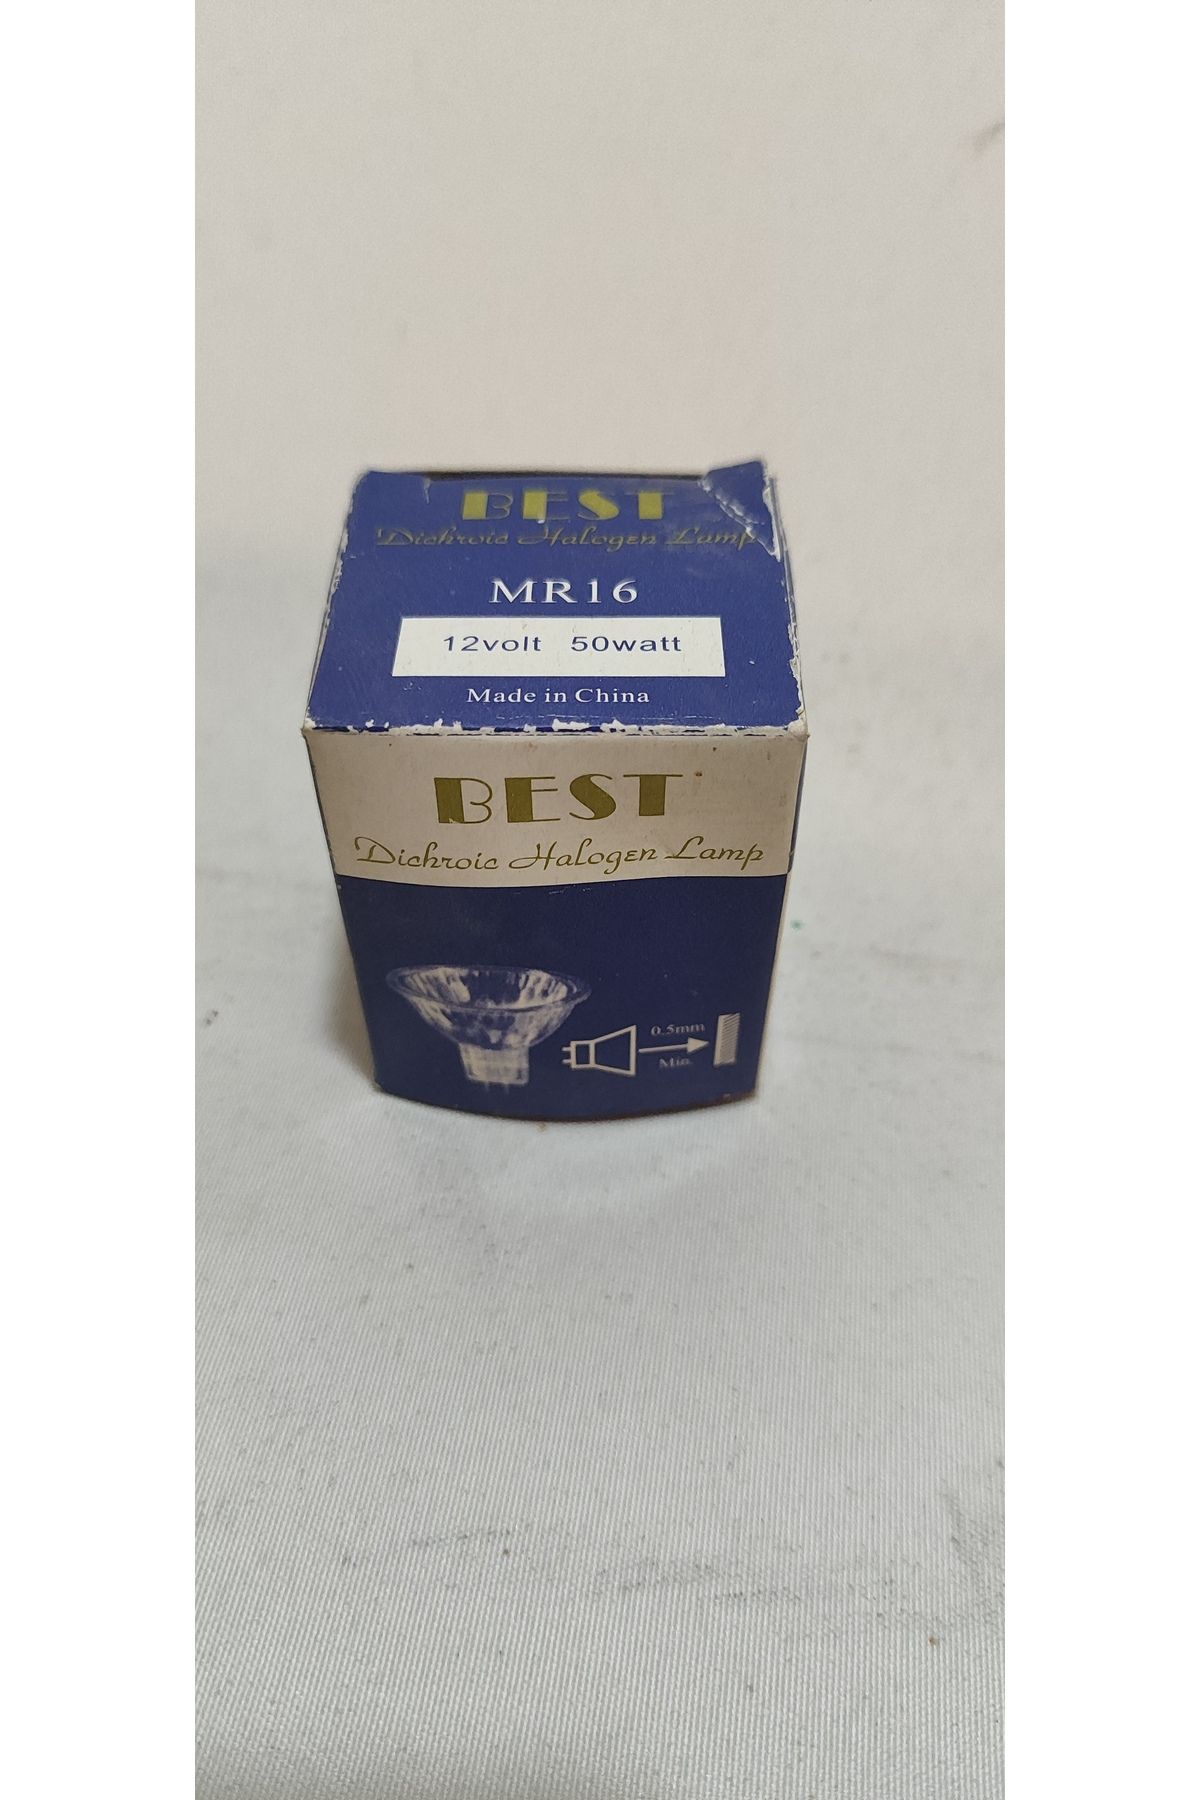 BEST
Dichroic Halogen Lamp
MR16
12volt 50watt
Made in China
BEST
Dichroic Halogen Lamp
0.5mm
Min.